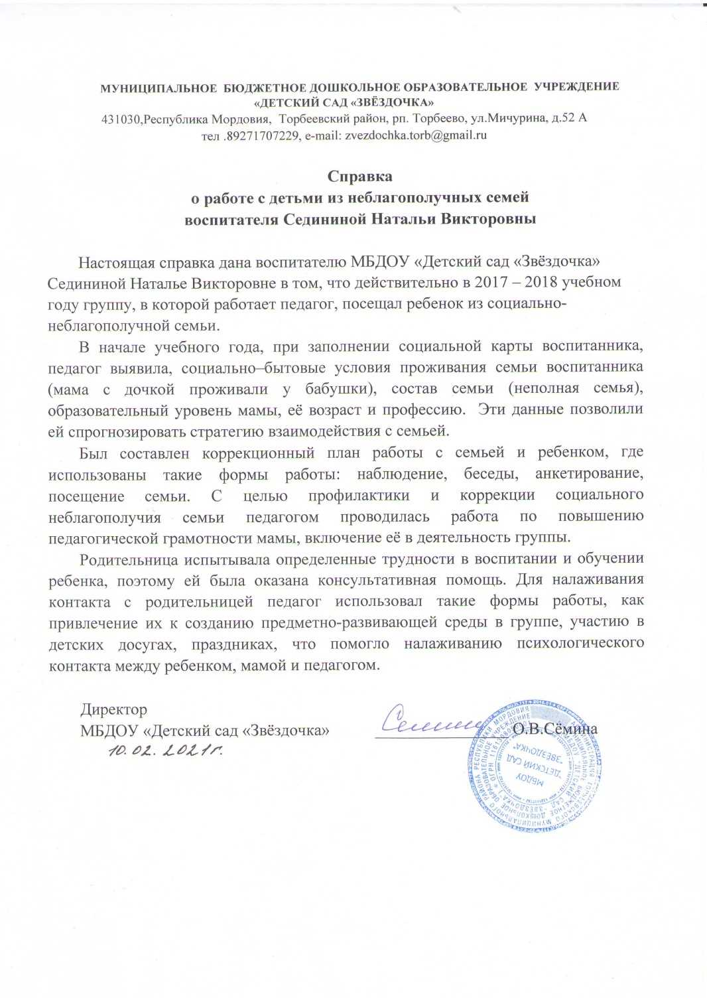 МУНИЦИПАЛЬНОЕ БЮДЖЕТНОЕ ДОШКОЛЬНОЕ ОБРАЗОВАТЕЛЬНОЕ УЧРЕЖДЕНИЕ
«ДЕТСКИЙ САД «ЗВЁЗДОЧКА»
431030,Республика Мордовия, Торбеевский район, рп. Торбеево, ул.Мичурина, д.52 А
тел .89271707229, e-mail: zvezdochka.torb@gmail.ru
Справка
о работе с детьми из неблагополучных семей
воспитателя Седининой Натальи Викторовны
Настоящая справка дана воспитателю МБДОУ «Детский сад «Звёздочка»
Седининой Наталье Викторовне в том, что действительно в 2017 – 2018 учебном
году группу, в которой работает педагог, посещал ребенок из социально-
неблагополучной семьи.
В начале учебного года, при заполнении социальной карты воспитанника,
педагог выявила, социально–бытовые условия проживания семьи воспитанника
(мама с дочкой проживали у бабушки), состав семьи (неполная семья),
образовательный уровень мамы, её возраст и профессию. Эти данные позволили
ей спрогнозировать стратегию взаимодействия с семьей.
Был составлен коррекционный план работы с семьей и ребенком, где
использованы такие формы работы: наблюдение, беседы, анкетирование,
посещение семьи. С целью профилактики и коррекции социального
неблагополучия семьи педагогом проводилась работа по повышению
педагогической грамотности мамы, включение её в деятельность группы.
Родительница испытывала определенные трудности в воспитании и обучении
ребенка, поэтому ей была оказана консультативная помощь. Для налаживания
контакта с родительницей педагог использовал такие формы работы, как
привлечение их к созданию предметно-развивающей среды в группе, участию в
детских досугах, праздниках, что помогло налаживанию психологического
контакта между ребенком, мамой и педагогом.
Директор
МБДОУ «Детский сад «Звёздочка» О.В.Сёмина
10.02.2021г.
МБДОУ
"ДЕТСКИЙ САД
"ЗВЕЗДОЧКА"